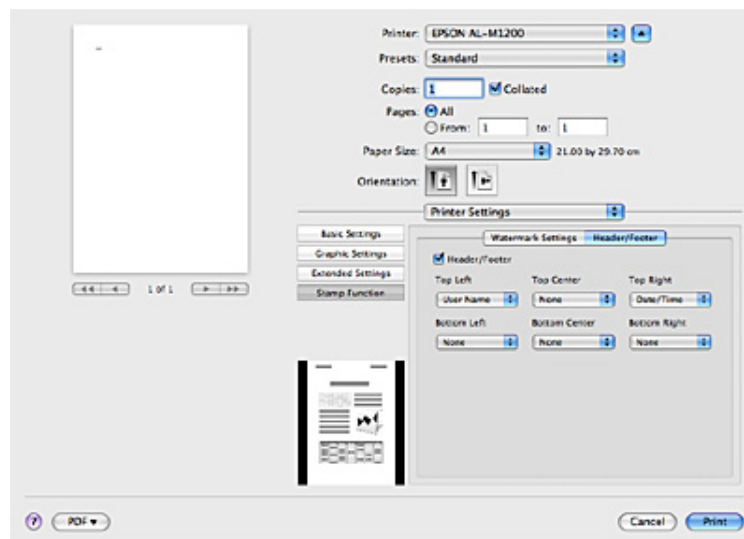 Printer: EPSON AL-M1200
Presets: Standard
Copies: 1 Collated
Pages: All
From: 1 to: 1
Paper Size: A4 21.00 by 29.70 cm
Orientation:
Printer Settings
Basic Settings
Graphic Settings
Extended Settings
Stamp Function
Watermark Settings Header/Footer
Header/Footer
Top Left Top Center Top Right
User Name None Date/Time
Bottom Left Bottom Center Bottom Right
None None None
1 of 1
? PDF Cancel Print